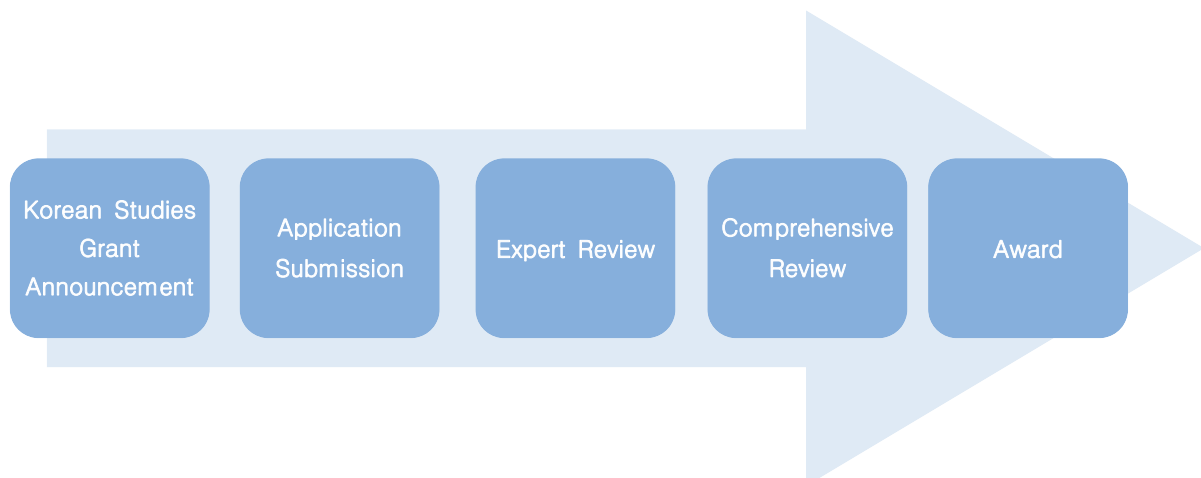 Korean Studies
Grant
Announcement
Application
Submission
Expert Review
Comprehensive
Review
Award